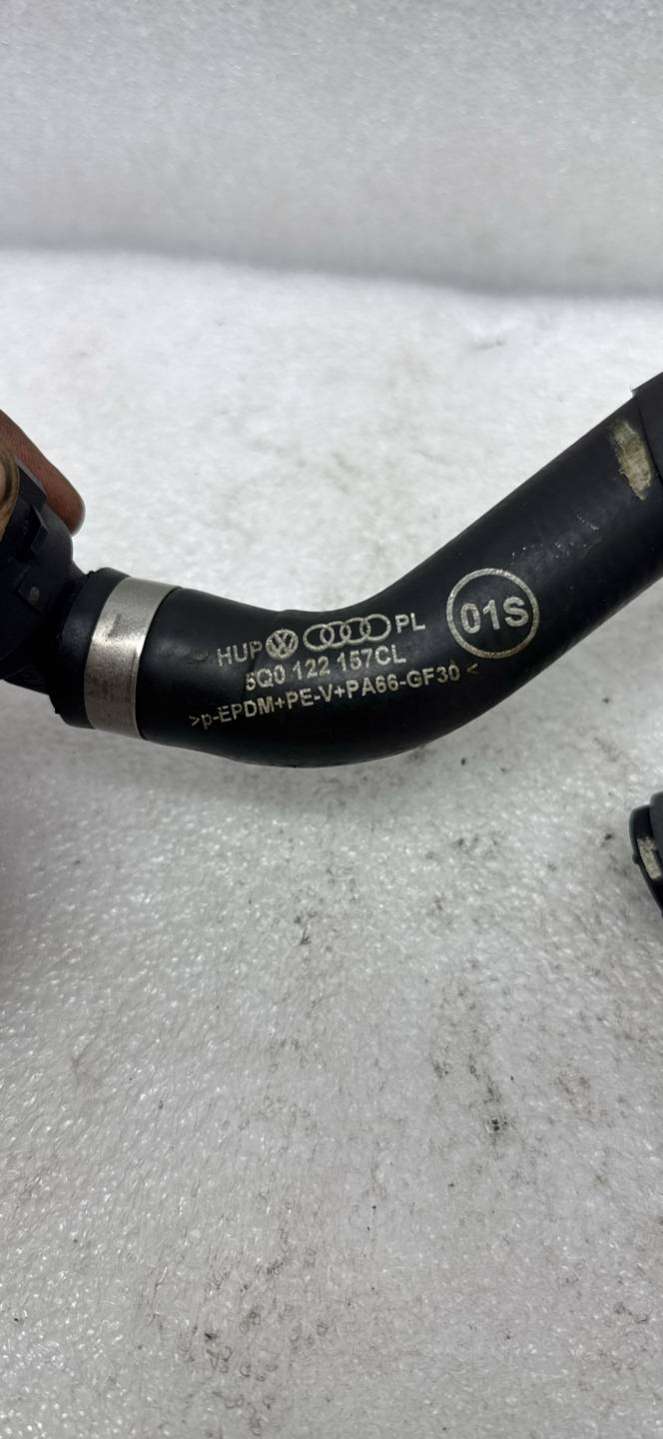 HUP PL
5Q0 122 157CL
>p-EPDM+PE-V+PA66-GF30<
01S